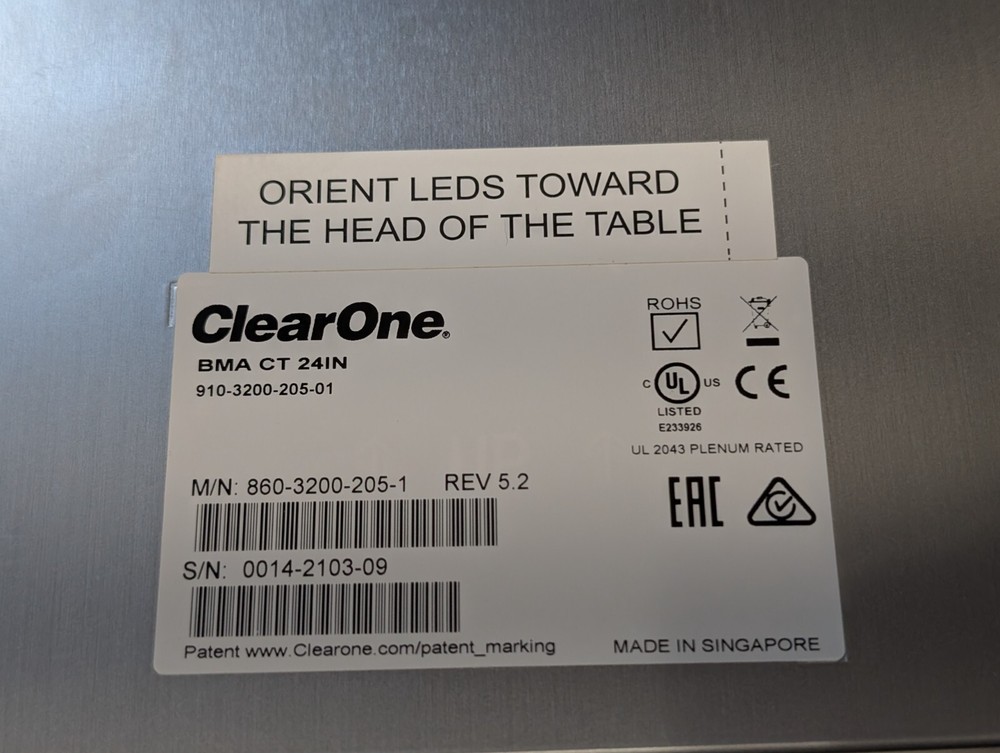 ORIENT LEDS TOWARD
THE HEAD OF THE TABLE
ClearOne®
BMA CT 24IN
910-3200-205-01
ROHS
C UL US CE
LISTED
E233926
UL 2043 PLENUM RATED
EAC
M/N: 860-3200-205-1 REV 5.2
S/N: 0014-2103-09
Patent www.Clearone.com/patent_marking
MADE IN SINGAPORE